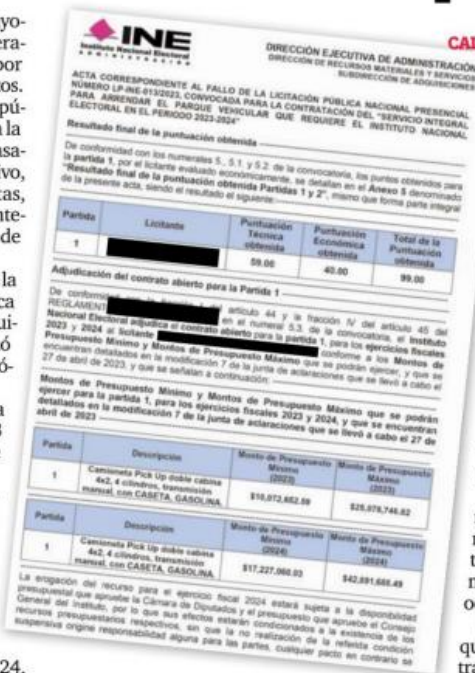 INE
Instituto Nacional Electoral
ADMINISTRACIÓN
DIRECCIÓN EJECUTIVA DE ADMINISTRACIÓN
DIRECCIÓN DE RECURSOS MATERIALES Y SERVICIOS
SUBDIRECCIÓN DE ADQUISICIONES
ACTA CORRESPONDIENTE AL FALLO DE LA LICITACIÓN PÚBLICA NACIONAL PRESENCIAL
NÚMERO LP-INE-013/2023, CONVOCADA PARA LA CONTRATACIÓN DEL "SERVICIO INTEGRAL
PARA ARRENDAR EL PARQUE VEHICULAR QUE REQUIERE EL INSTITUTO NACIONAL
ELECTORAL EN EL PERIODO 2023-2024"
Resultado final de la puntuación obtenida
De conformidad con los numerales 5., 5.1. y 5.2. de la convocatoria, los puntos obtenidos para
la partida 1, por el licitante evaluado económicamente, se detallan en el Anexo 5 denominado
"Resultado final de la puntuación obtenida Partidas 1 y 2", mismo que forma parte integral
de la presente acta, siendo el resultado el siguiente:
Partida Licitante Puntuación Técnica obtenida Puntuación Económica obtenida Total de la Puntuación obtenida
1 59.00 40.00 99.00
Adjudicación del contrato abierto para la Partida 1
De conformidad con la fracción I del artículo 44 y la fracción IV del artículo 45 del
REGLAMENTO en el numeral 5.3. de la convocatoria, el Instituto
Nacional Electoral adjudica el contrato abierto para la partida 1, para los ejercicios fiscales
2023 y 2024 al licitante conforme a los Montos de
Presupuesto Mínimo y Montos de Presupuesto Máximo que se podrán ejercer, y que se
encuentran detallados en la modificación 7 de la junta de aclaraciones que se llevó a cabo el
27 de abril de 2023, y que se señalan a continuación:
Montos de Presupuesto Mínimo y Montos de Presupuesto Máximo que se podrán
ejercer para la partida 1, para los ejercicios fiscales 2023 y 2024, y que se encuentran
detallados en la modificación 7 de la junta de aclaraciones que se llevó a cabo el 27 de
abril de 2023
Partida Descripción Monto de Presupuesto Mínimo (2023) Monto de Presupuesto Máximo (2023)
1 Camioneta Pick Up doble cabina 4x2, 4 cilindros, transmisión manual, con CASETA, GASOLINA.
Partida Descripción Monto de Presupuesto Mínimo (2024) Monto de Presupuesto Máximo (2024)
1 Camioneta Pick Up doble cabina 4x2, 4 cilindros, transmisión manual, con CASETA, GASOLINA. $17,227,060.03
La erogación del recurso para el ejercicio fiscal 2024 estará sujeta a la disponibilidad
presupuestal que apruebe la Cámara de Diputados y el presupuesto que apruebe el Consejo
General del Instituto, por lo que sus efectos estarán condicionados a la existencia de los
recursos presupuestarios respectivos, sin que la no realización de la referida condición
suspensiva origine responsabilidad alguna para las partes, cualquier pacto en contrario se